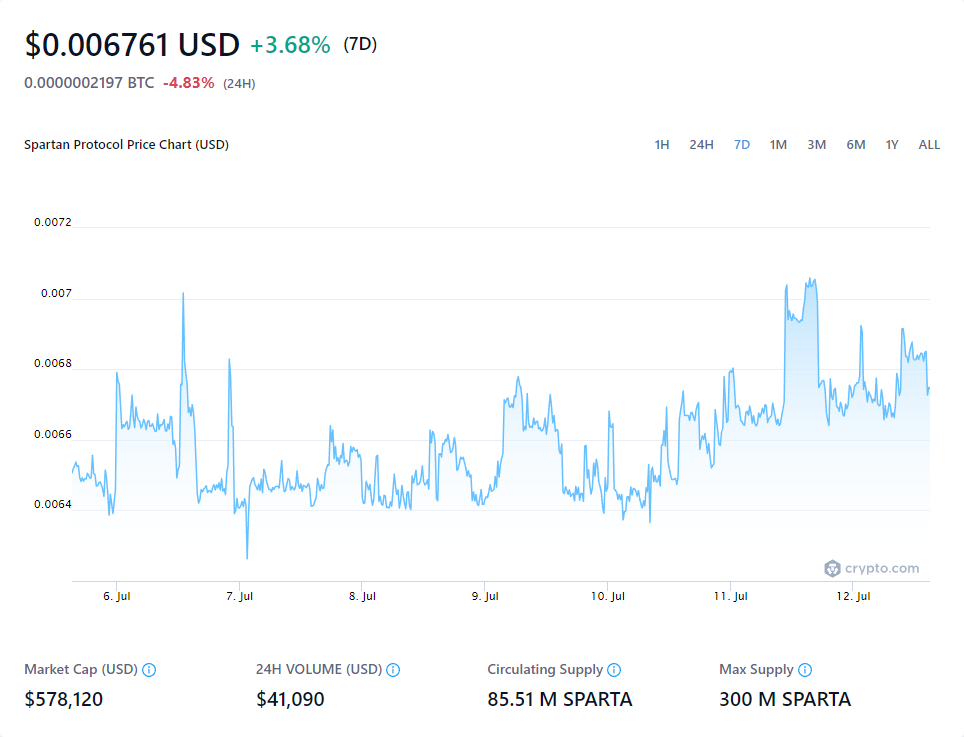 $0.006761 USD +3.68% (7D)
0.0000002197 BTC -4.83% (24H)
Spartan Protocol Price Chart (USD)
1H 24H 7D 1M 3M 6M 1Y ALL
0.0072
0.007
0.0068
0.0066
0.0064
crypto.com
6. Jul 7. Jul 8. Jul 9. Jul 10. Jul 11. Jul 12. Jul
Market Cap (USD) 24H VOLUME (USD) Circulating Supply Max Supply
$578,120 $41,090 85.51 M SPARTA 300 M SPARTA